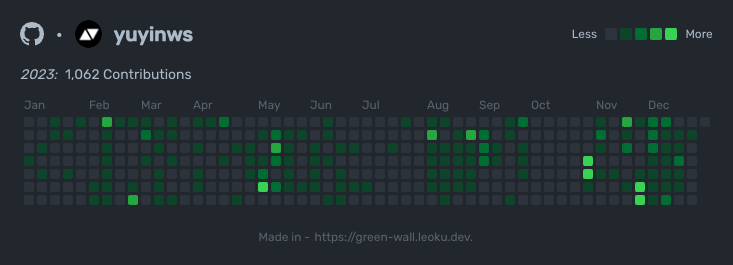 yuyinws
Less More
2023: 1,062 Contributions
Jan Feb Mar Apr May Jun Jul Aug Sep Oct Nov Dec
Made in - https://green-wall.leoku.dev.